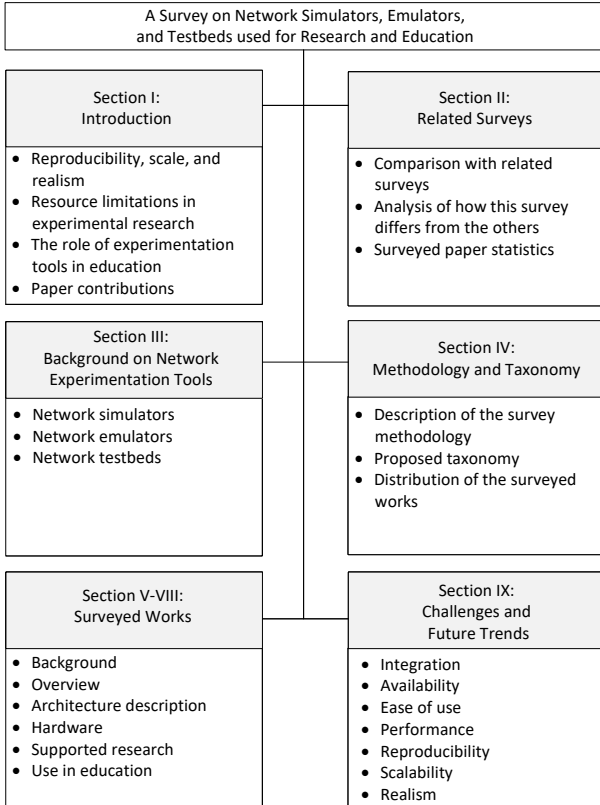 A Survey on Network Simulators, Emulators,
and Testbeds used for Research and Education
Section I:
Introduction
• Reproducibility, scale, and
realism
• Resource limitations in
experimental research
• The role of experimentation
tools in education
• Paper contributions
Section II:
Related Surveys
• Comparison with related
surveys
• Analysis of how this survey
differs from the others
• Surveyed paper statistics
Section III:
Background on Network
Experimentation Tools
• Network simulators
• Network emulators
• Network testbeds
Section IV:
Methodology and Taxonomy
• Description of the survey
methodology
• Proposed taxonomy
• Distribution of the surveyed
works
Section V-VIII:
Surveyed Works
• Background
• Overview
• Architecture description
• Hardware
• Supported research
• Use in education
Section IX:
Challenges and
Future Trends
• Integration
• Availability
• Ease of use
• Performance
• Reproducibility
• Scalability
• Realism